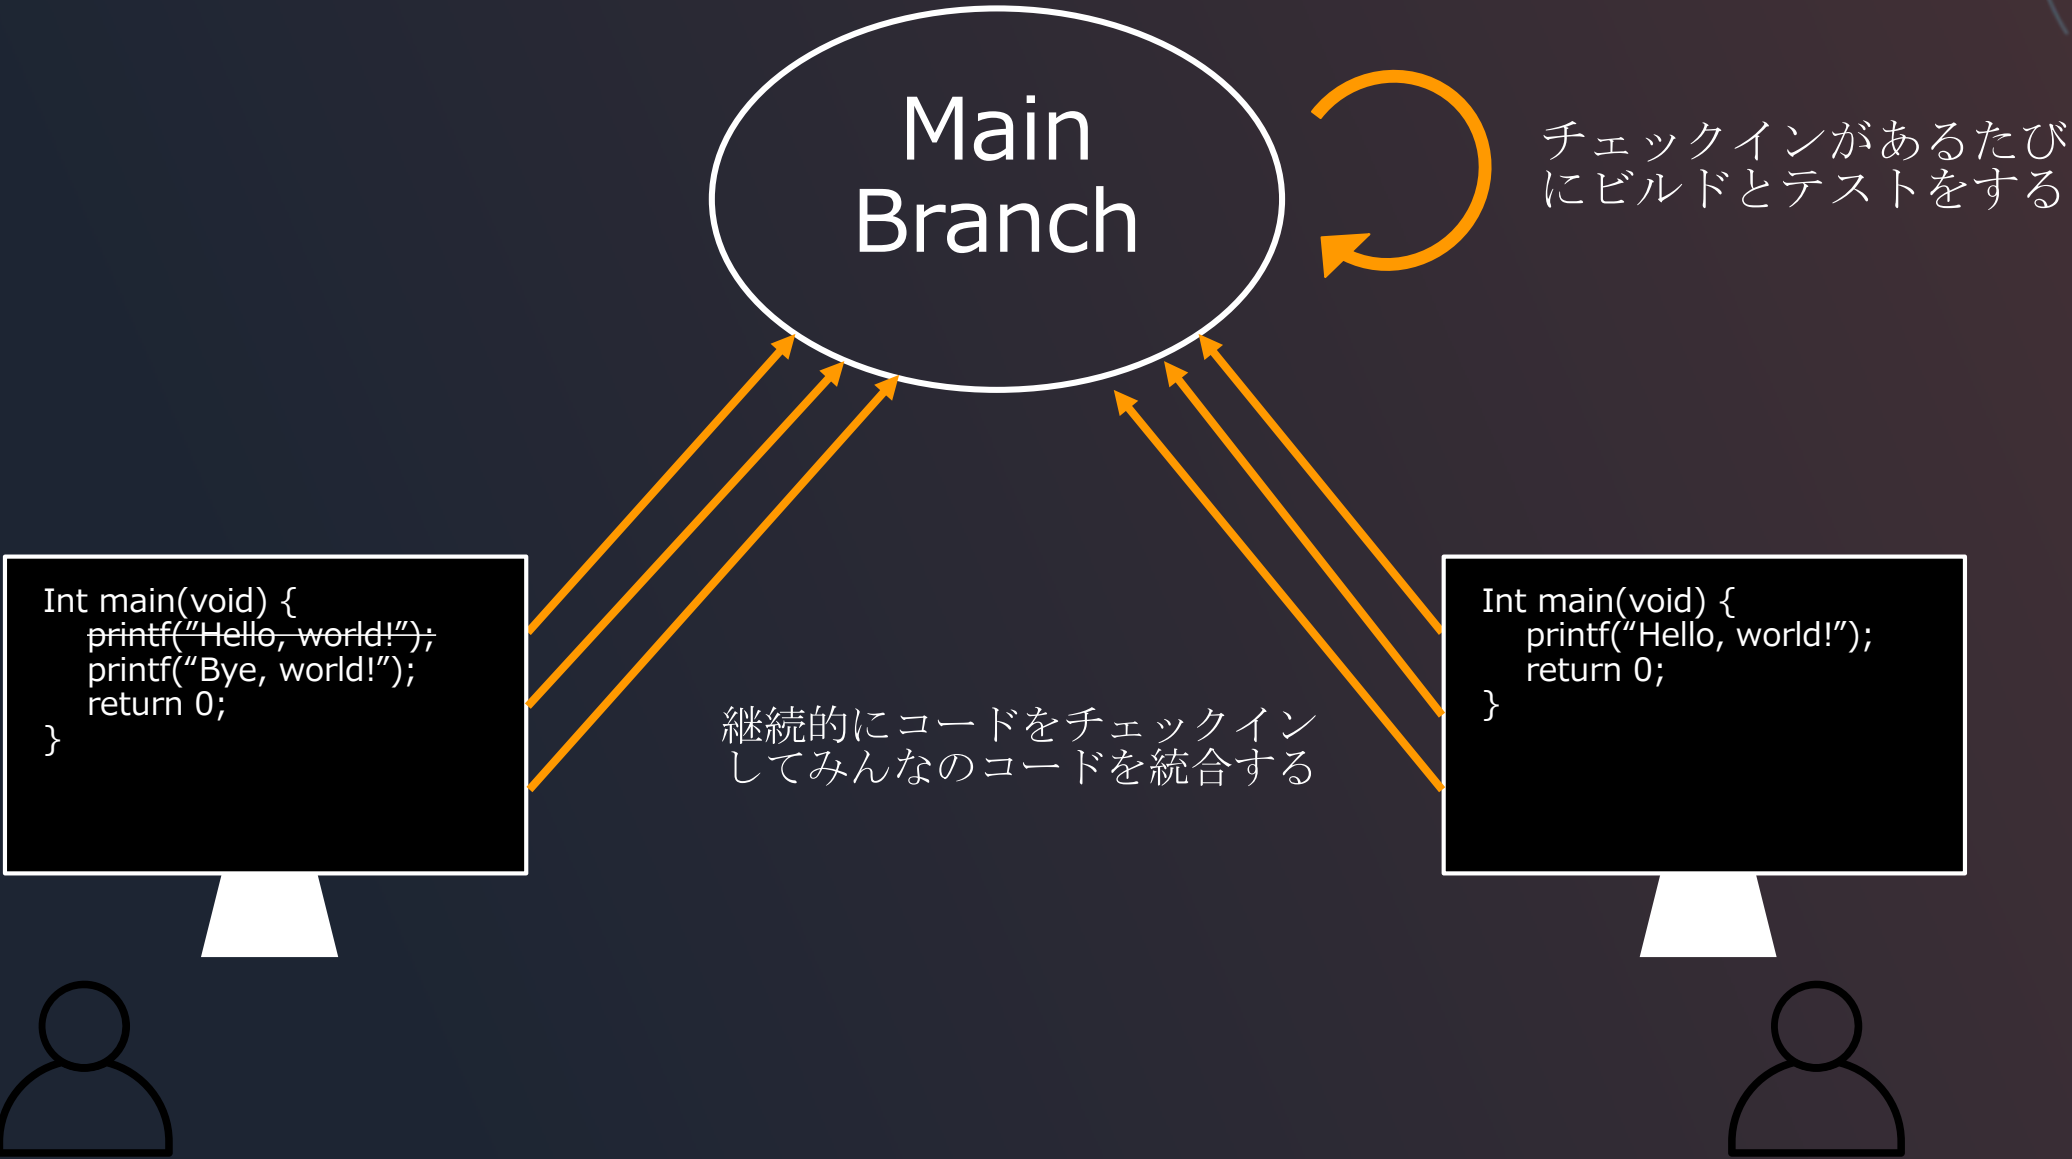 Main
Branch
チェックインがあるたび
にビルドとテストをする
Int main(void) {
printf(”Hello, world!”);
printf(“Bye, world!”);
return 0;
}
継続的にコードをチェックイン
してみんなのコードを統合する
Int main(void) {
printf(“Hello, world!”);
return 0;
}